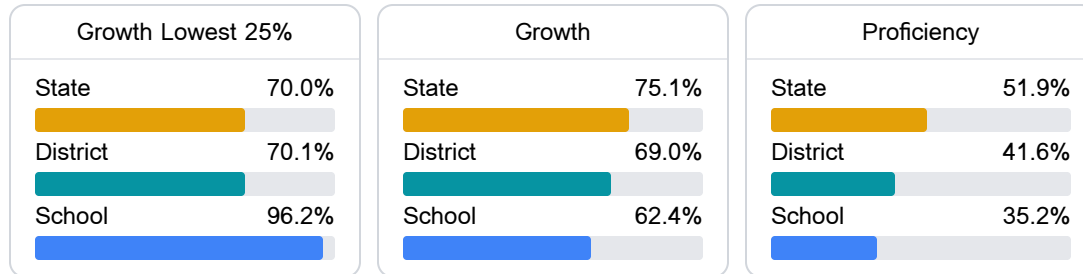 Growth Lowest 25%
State 70.0%
District 70.1%
School 96.2%
Growth
State 75.1%
District 69.0%
School 62.4%
Proficiency
State 51.9%
District 41.6%
School 35.2%